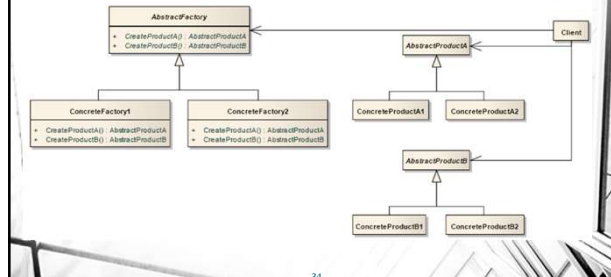 AbstractFactory
+ CreateProductA() : AbstractProductA
+ CreateProductB() : AbstractProductB
Client
AbstractProductA
ConcreteFactory1
+ CreateProductA() : AbstractProductA
+ CreateProductB() : AbstractProductB
ConcreteFactory2
+ CreateProductA() : AbstractProductA
+ CreateProductB() : AbstractProductB
ConcreteProductA1
ConcreteProductA2
AbstractProductB
ConcreteProductB1
ConcreteProductB2
34